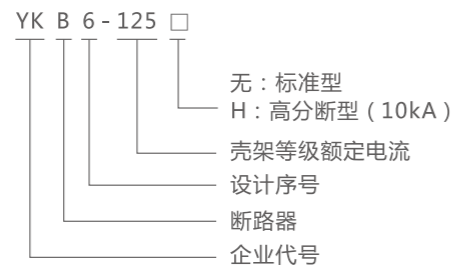 YK B 6 - 125 □
无：标准型
H：高分断型（10kA）
壳架等级额定电流
设计序号
断路器
企业代号